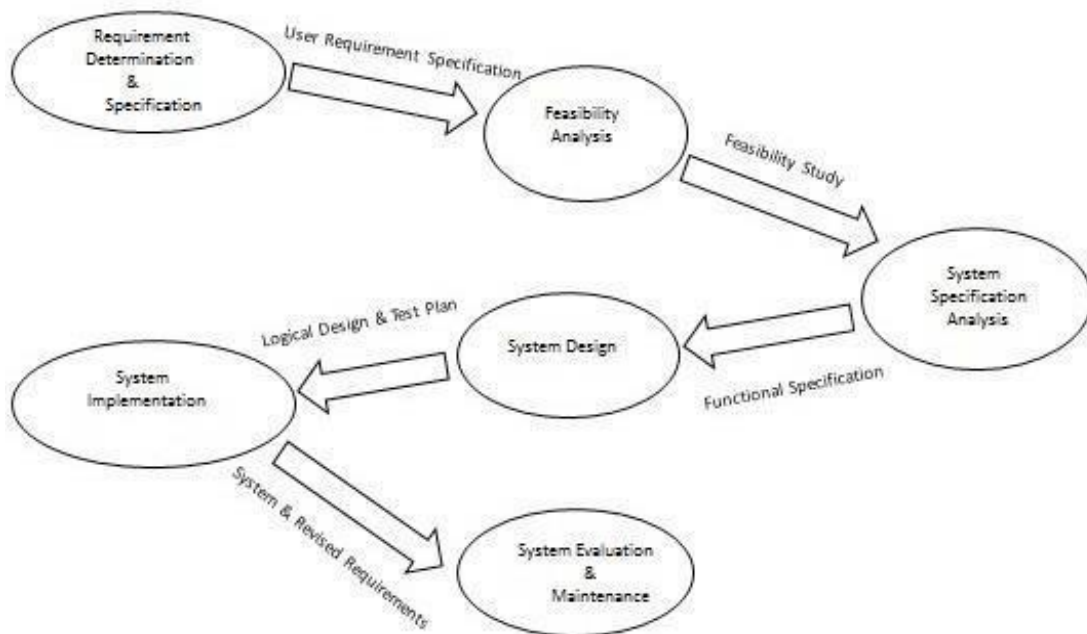 Requirement
Determination
&
Specification
User Requirement Specification
Feasibility
Analysis
Feasibility Study
System
Specification
Analysis
Functional Specification
System Design
Logical Design & Test Plan
System
Implementation
System & Revised Requirements
System Evaluation
&
Maintenance